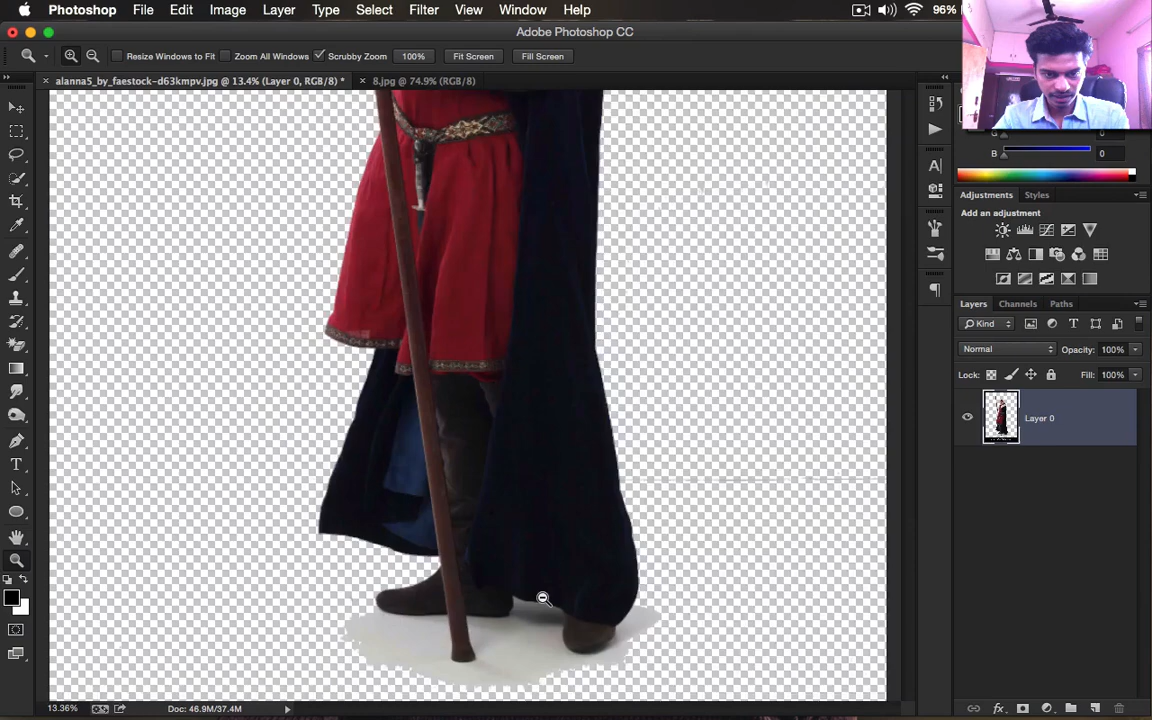 Photoshop File Edit Image Layer Type Select Filter View Window Help 96%
Adobe Photoshop CC
Resize Windows to Fit Zoom All Windows Scrubby Zoom 100% Fit Screen Fill Screen
alanna5_by_faestock-d63kmpv.jpg @ 13.4% (Layer 0, RGB/8) * 8.jpg @ 74.9% (RGB/8)
G 0
B 0
Adjustments Styles
Add an adjustment
Layers Channels Paths
Kind
Normal Opacity: 100%
Lock: Fill: 100%
Layer 0
13.36% Doc: 46.9M/37.4M